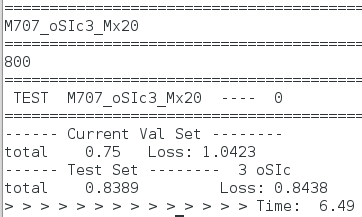 ==========================================
M707_oSIc3_Mx20
==========================================
800
==========================================
 TEST  M707_oSIc3_Mx20  ----  0
==========================================
------ Current Val Set --------
total    0.75   Loss: 1.0423
------ Test Set --------  3 oSIc
total    0.8389         Loss: 0.8438
> > > > > > > > > > > > > > Time:  6.49